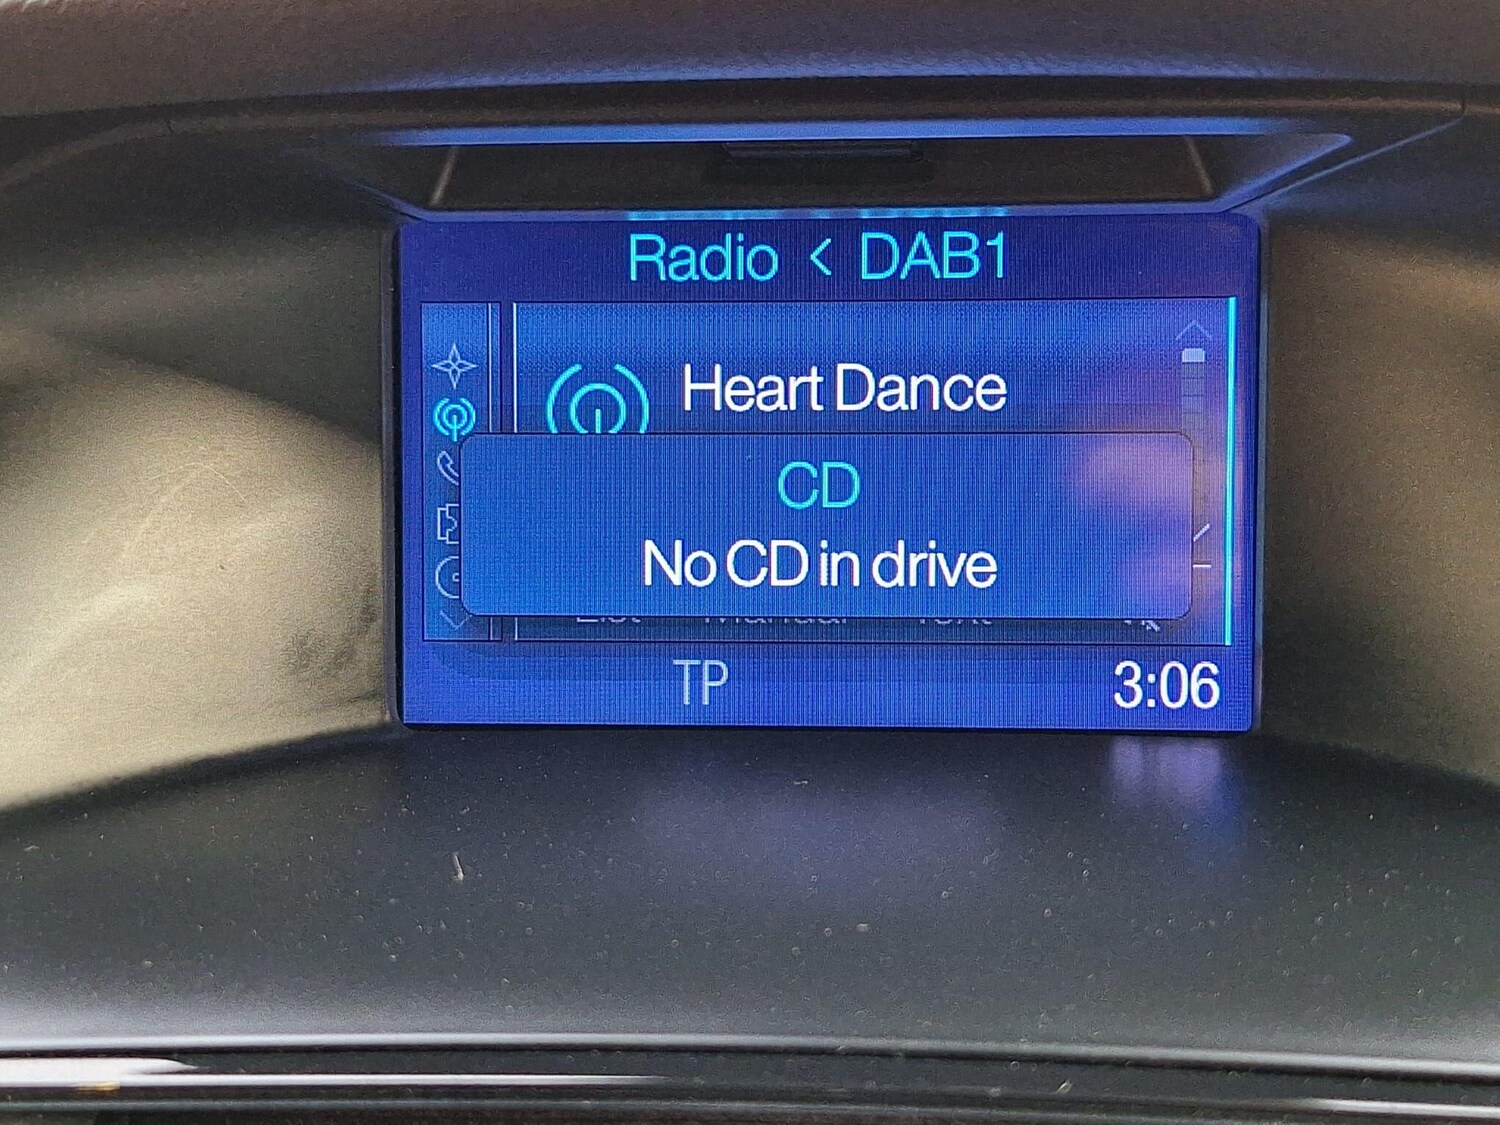 Radio < DAB1
Heart Dance
CD
No CD in drive
TP
3:06